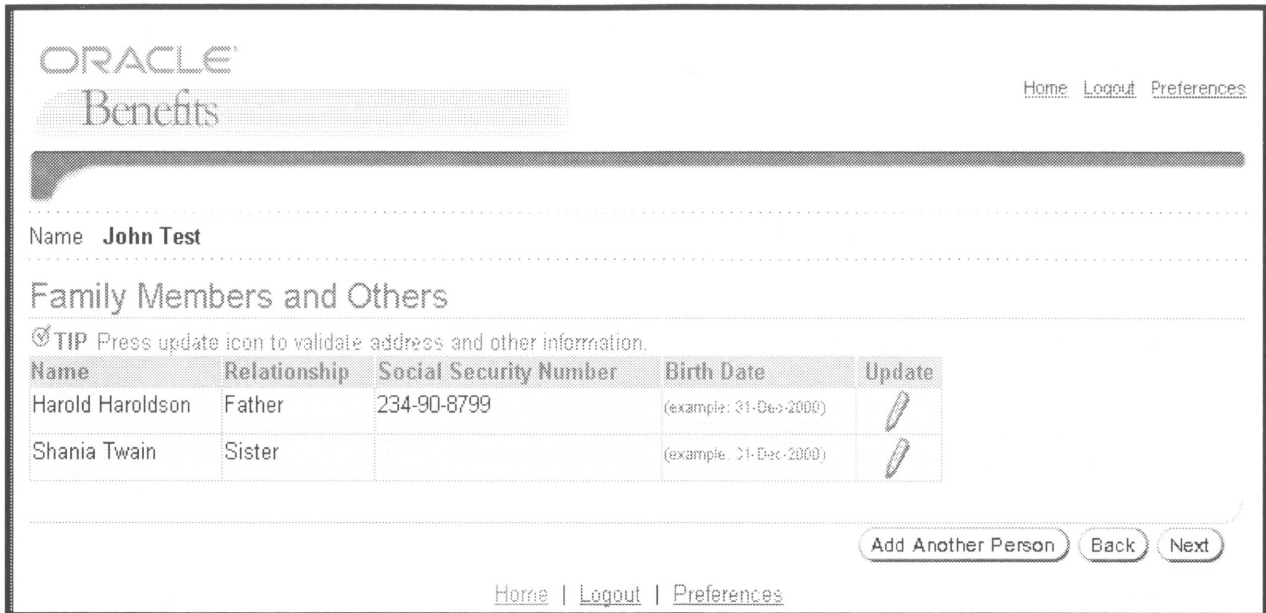 ORACLE
Benefits
Home Logout Preferences
Name John Test
Family Members and Others
TIP Press update icon to validate address and other information.
Name Relationship Social Security Number Birth Date Update
Harold Haroldson Father 234-90-8799 (example: 31-Dec-2000)
Shania Twain Sister (example: 31-Dec-2000)
Add Another Person Back Next
Home | Logout | Preferences